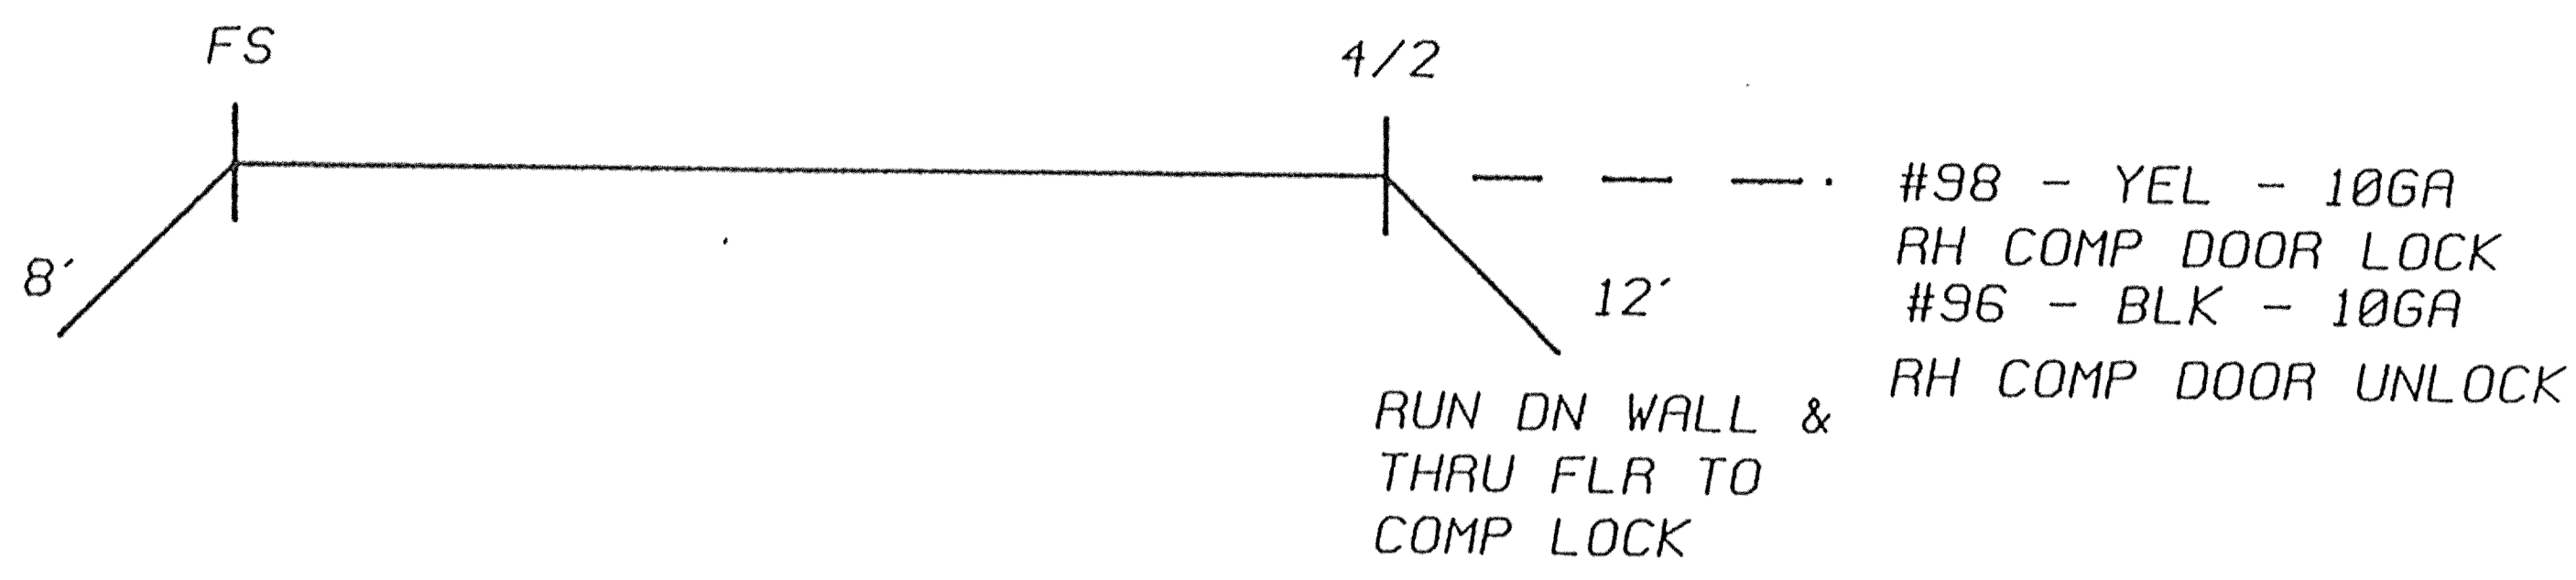 FS
4/2
8´
12´
#98 - YEL - 10GA
RH COMP DOOR LOCK
#96 - BLK - 10GA
RH COMP DOOR UNLOCK
RUN DN WALL &
THRU FLR TO
COMP LOCK